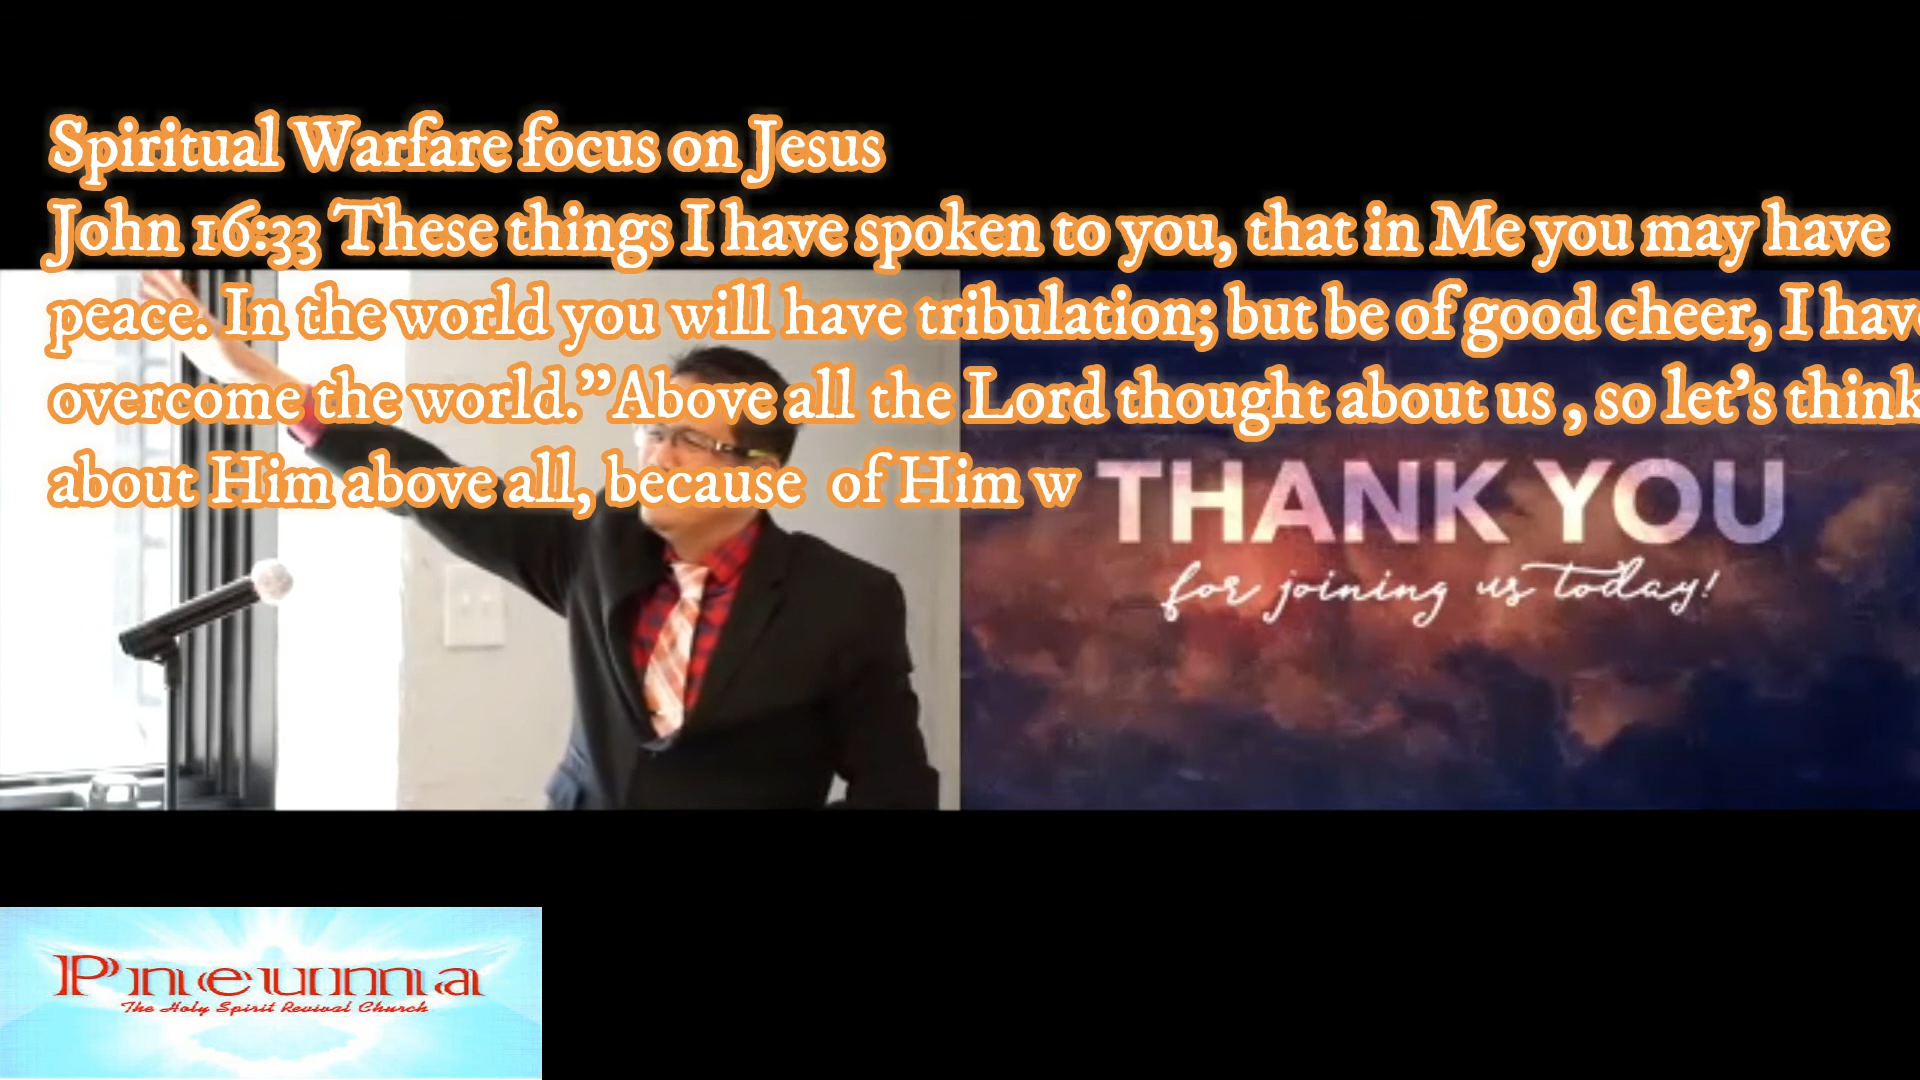 Spiritual Warfare focus on Jesus
John 16:33 These things I have spoken to you, that in Me you may have
peace. In the world you will have tribulation; but be of good cheer, I have
overcome the world.”Above all the Lord thought about us , so let’s think
about Him above all, because of Him w
THANK YOU
for joining us today!
Pneuma
The Holy Spirit Revival Church